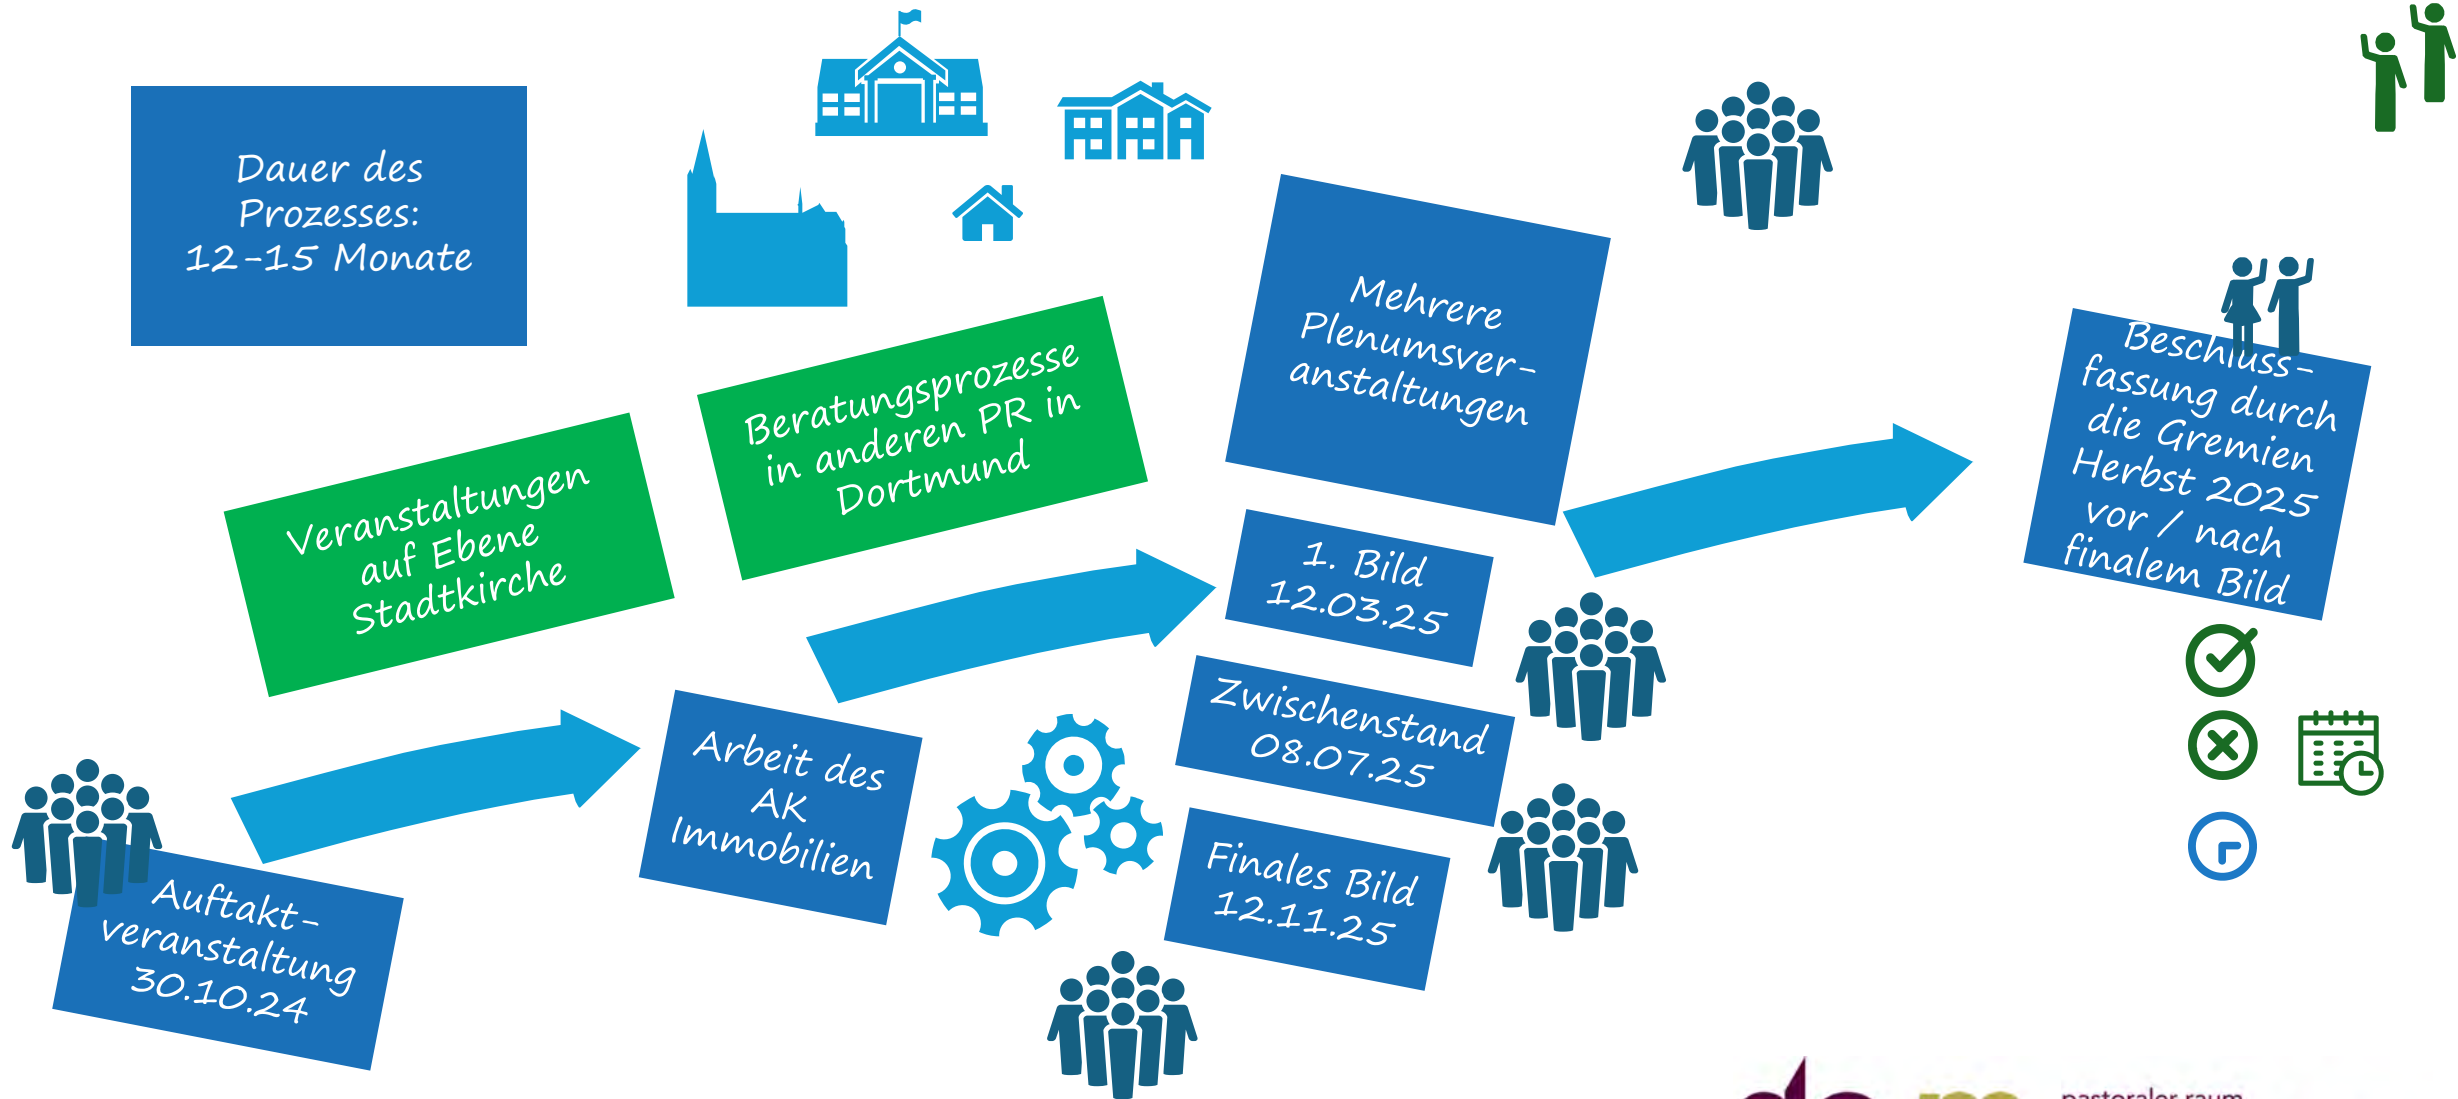 Dauer des
Prozesses:
12-15 Monate
Veranstaltungen
auf Ebene
Stadtkirche
Beratungsprozesse
in anderen PR in
Dortmund
Mehrere
Plenumsver-
anstaltungen
Beschluss-
fassung durch
die Gremien
Herbst 2025
vor / nach
finalem Bild
1. Bild
12.03.25
Zwischenstand
08.07.25
Finales Bild
12.11.25
Arbeit des
AK
Immobilien
Auftakt-
veranstaltung
30.10.24
pastoraler raum